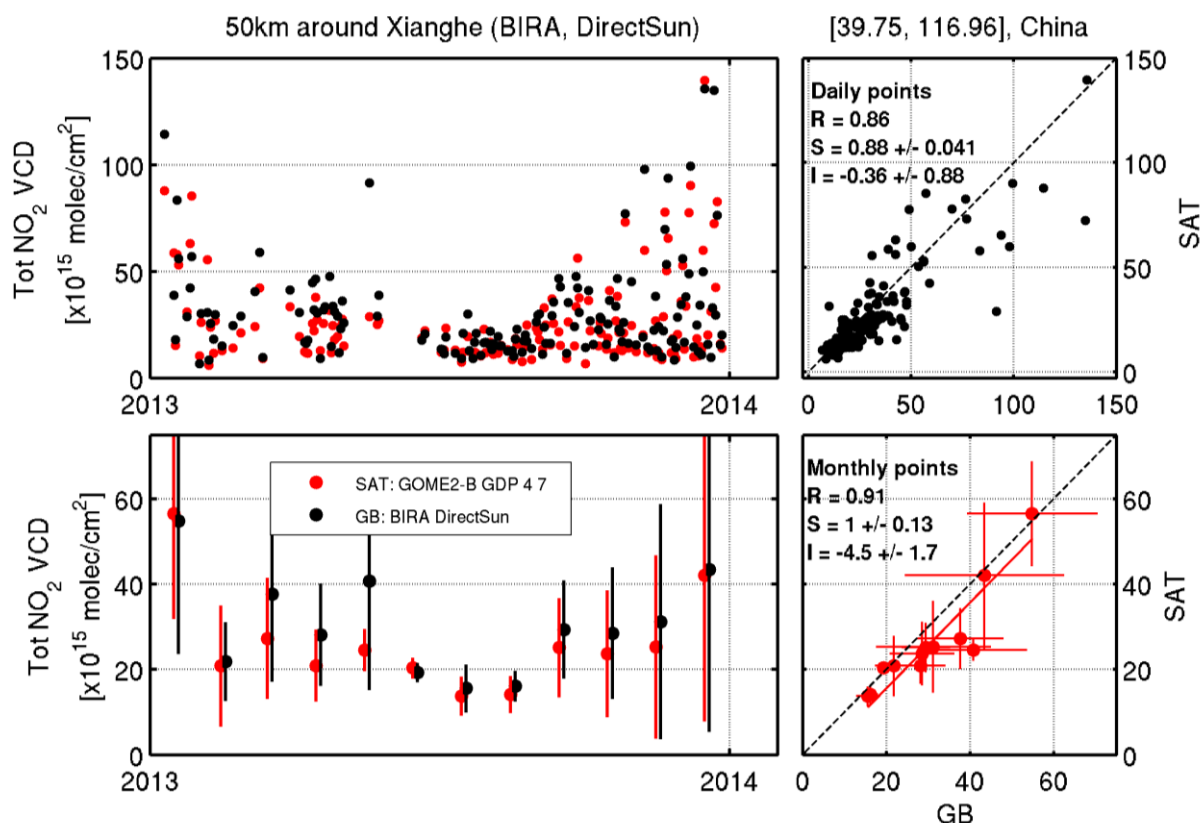 50km around Xianghe (BIRA, DirectSun)
[39.75, 116.96], China
Tot NO2 VCD
[x10^15 molec/cm^2]
150
100
50
0
2013
2014
Daily points
R = 0.86
S = 0.88 +/- 0.041
I = -0.36 +/- 0.88
150
100
50
0
SAT
0
50
100
150
Tot NO2 VCD
[x10^15 molec/cm^2]
60
40
20
0
SAT: GOME2-B GDP 4 7
GB: BIRA DirectSun
2013
2014
Monthly points
R = 0.91
S = 1 +/- 0.13
I = -4.5 +/- 1.7
60
40
20
0
SAT
0
20
40
60
GB